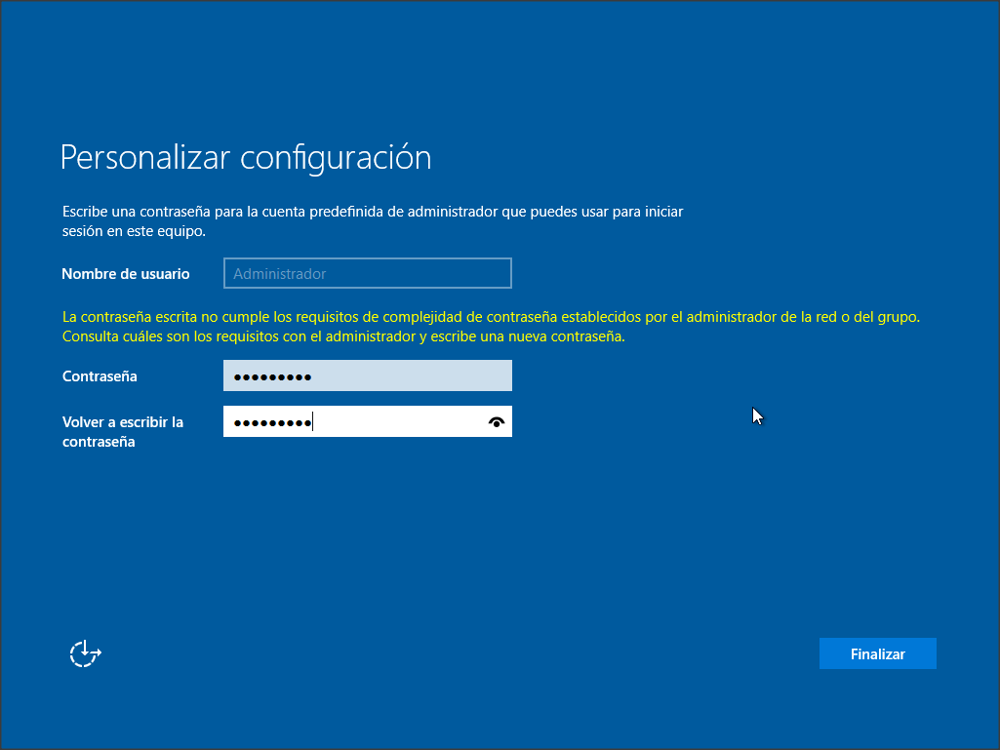 Personalizar configuración
Escribe una contraseña para la cuenta predefinida de administrador que puedes usar para iniciar
sesión en este equipo.
Nombre de usuario
Administrador
La contraseña escrita no cumple los requisitos de complejidad de contraseña establecidos por el administrador de la red o del grupo.
Consulta cuáles son los requisitos con el administrador y escribe una nueva contraseña.
Contraseña
●●●●●●●●●
Volver a escribir la
contraseña
●●●●●●●●●
Finalizar